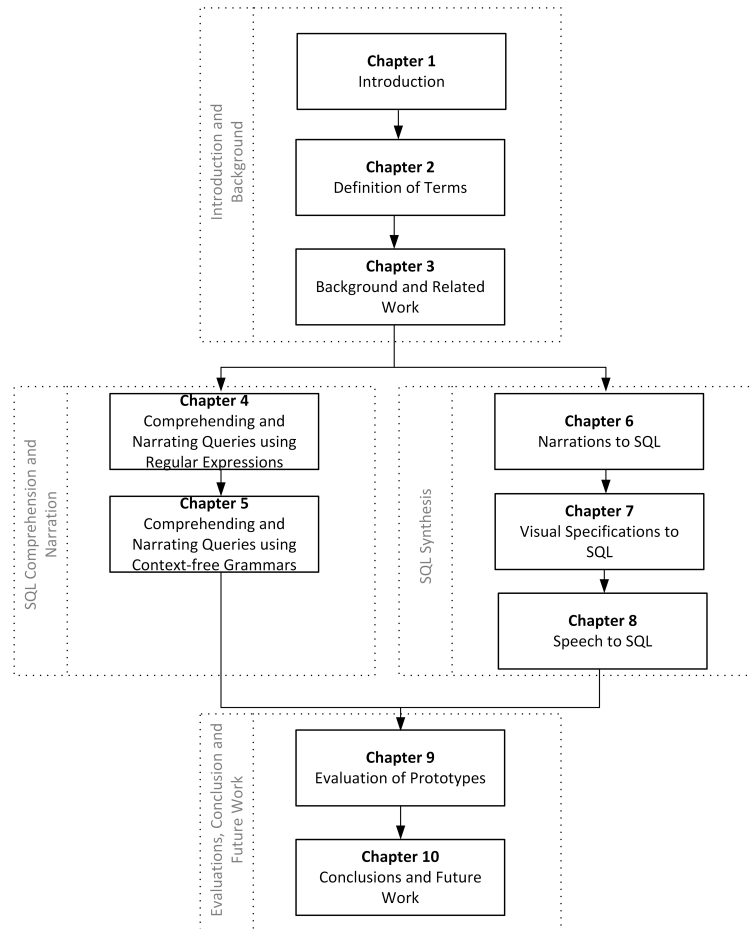 Introduction and
Background
Chapter 1
Introduction
Chapter 2
Definition of Terms
Chapter 3
Background and Related
Work
SQL Comprehension and
Narration
Chapter 4
Comprehending and
Narrating Queries using
Regular Expressions
Chapter 5
Comprehending and
Narrating Queries using
Context-free Grammars
SQL Synthesis
Chapter 6
Narrations to SQL
Chapter 7
Visual Specifications to
SQL
Chapter 8
Speech to SQL
Evaluations, Conclusion and
Future Work
Chapter 9
Evaluation of Prototypes
Chapter 10
Conclusions and Future
Work